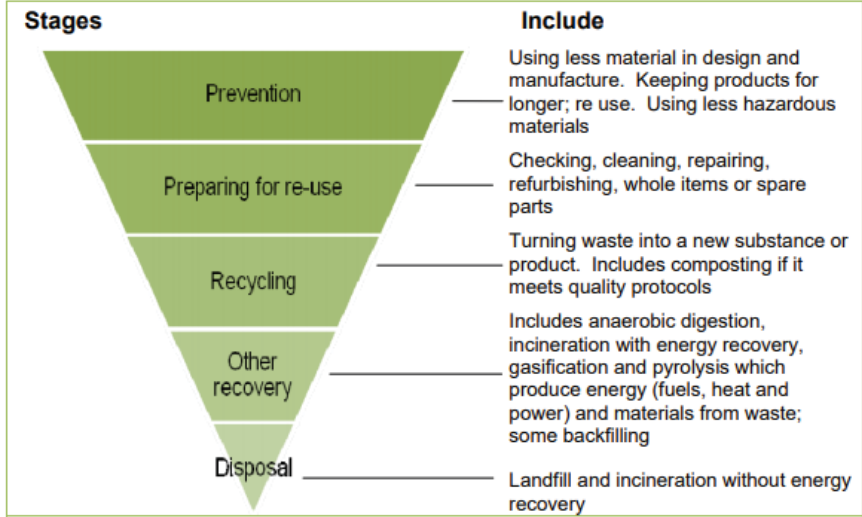 Stages
Include
Prevention
Using less material in design and
manufacture.  Keeping products for
longer; re use.  Using less hazardous
materials
Preparing for re-use
Checking, cleaning, repairing,
refurbishing, whole items or spare
parts
Recycling
Turning waste into a new substance or
product.  Includes composting if it
meets quality protocols
Other
recovery
Includes anaerobic digestion,
incineration with energy recovery,
gasification and pyrolysis which
produce energy (fuels, heat and
power) and materials from waste;
some backfilling
Disposal
Landfill and incineration without energy
recovery